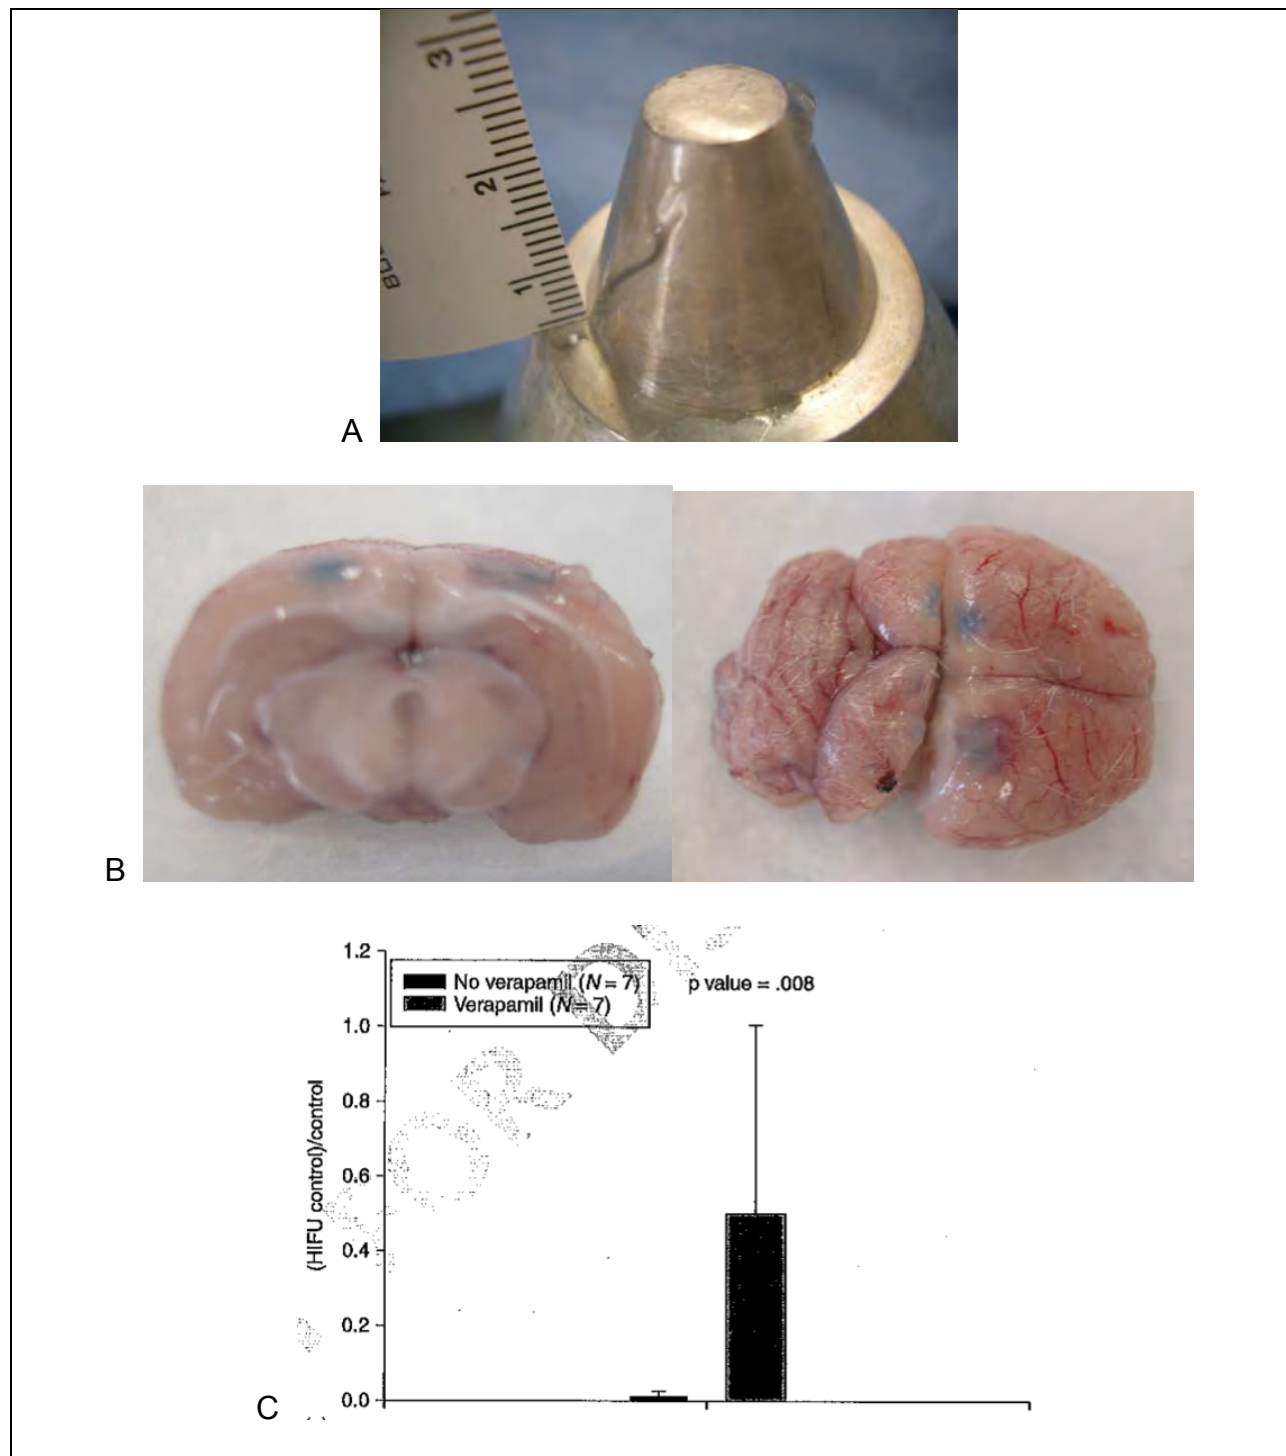 3
2
1
A
B
1.2
No verapamil (N = 7)
p value = .008
Verapamil (N = 7)
1.0
0.8
(HIFU control)/control
0.6
0.4
0.2
0.0
C